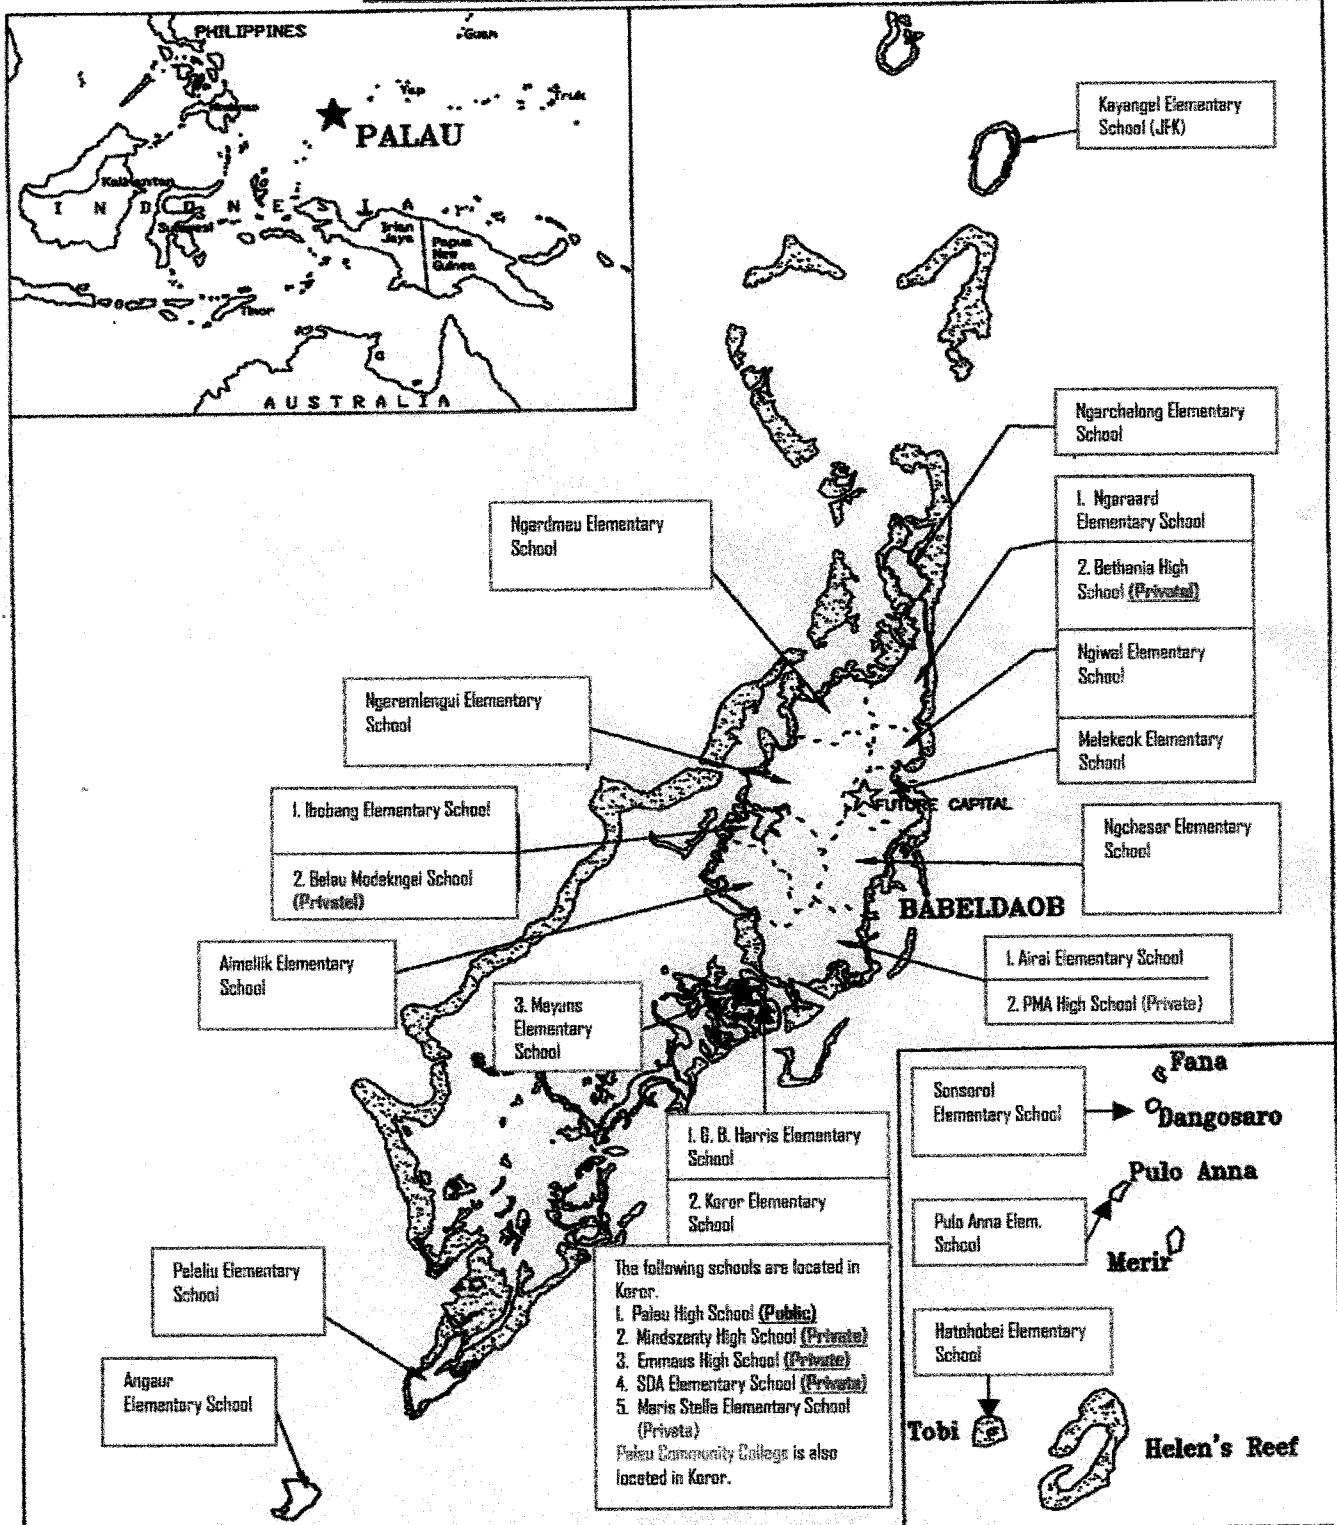 PHILIPPINES
Guam
Yap
Truk
PALAU
Kalimantan
INDONESIA
Sulawesi
Irian
Jaya
Papua
New
Guinea
Timor
AUSTRALIA
Kayangel Elementary
School (JFK)
Ngarchelong Elementary
School
1. Ngaraard
Elementary School
2. Bethania High
School (Private)
Ngardmau Elementary
School
Ngiwal Elementary
School
Ngeremlengui Elementary
School
Melekeok Elementary
School
FUTURE CAPITAL
1. Ibobang Elementary School
2. Belau Modekngei School
(Private)
Ngchesar Elementary
School
BABELDAOB
Aimeliik Elementary
School
1. Airai Elementary School
2. PMA High School (Private)
3. Meyuns
Elementary
School
1. G. B. Harris Elementary
School
2. Koror Elementary
School
The following schools are located in
Koror.
1. Palau High School (Public)
2. Mindszenty High School (Private)
3. Emmaus High School (Private)
4. SDA Elementary School (Private)
5. Maris Stella Elementary School
(Private)
Palau Community College is also
located in Koror.
Peleliu Elementary
School
Angaur
Elementary School
Sonsorol
Elementary School
Fana
Dangosaro
Pulo Anna
Pulo Anna Elem.
School
Merir
Hatohobei Elementary
School
Tobi
Helen's Reef